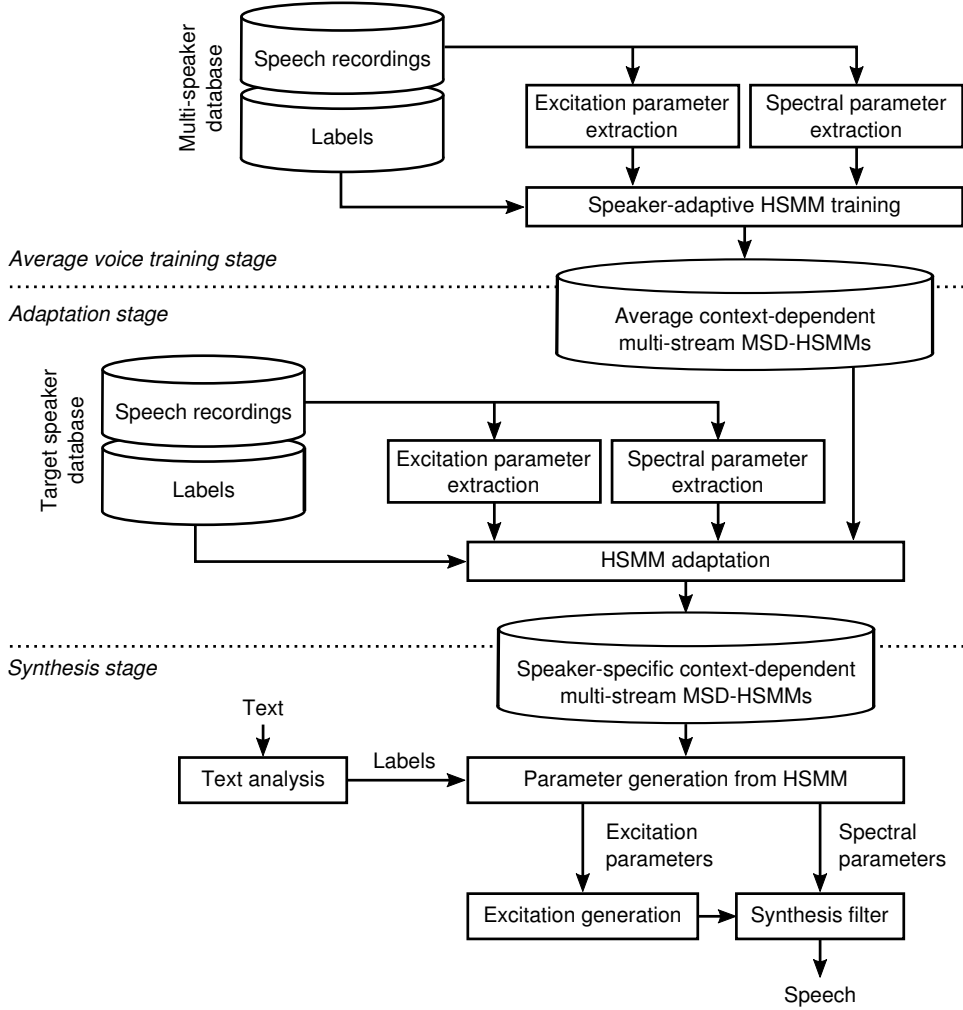 Multi-speaker
database
Speech recordings
Labels
Excitation parameter
extraction
Spectral parameter
extraction
Speaker-adaptive HSMM training
Average voice training stage
Adaptation stage
Average context-dependent
multi-stream MSD-HSMMs
Target speaker
database
Speech recordings
Labels
Excitation parameter
extraction
Spectral parameter
extraction
HSMM adaptation
Synthesis stage
Speaker-specific context-dependent
multi-stream MSD-HSMMs
Text
Text analysis
Labels
Parameter generation from HSMM
Excitation
parameters
Spectral
parameters
Excitation generation
Synthesis filter
Speech